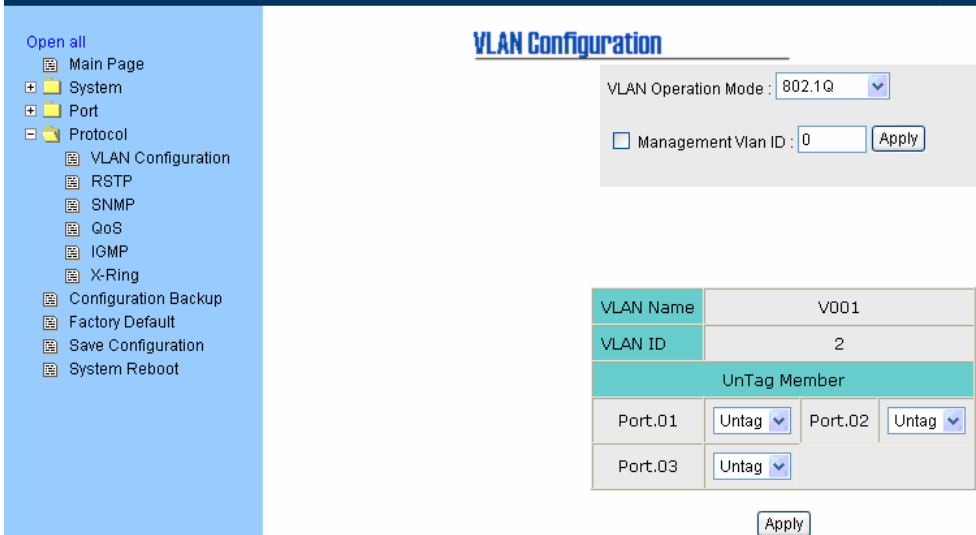 Open all
Main Page
System
Port
Protocol
VLAN Configuration
RSTP
SNMP
QoS
IGMP
X-Ring
Configuration Backup
Factory Default
Save Configuration
System Reboot
VLAN Configuration
VLAN Operation Mode : 802.1Q
Management Vlan ID : 0 Apply
VLAN Name V001
VLAN ID 2
UnTag Member
Port.01 Untag Port.02 Untag
Port.03 Untag
Apply